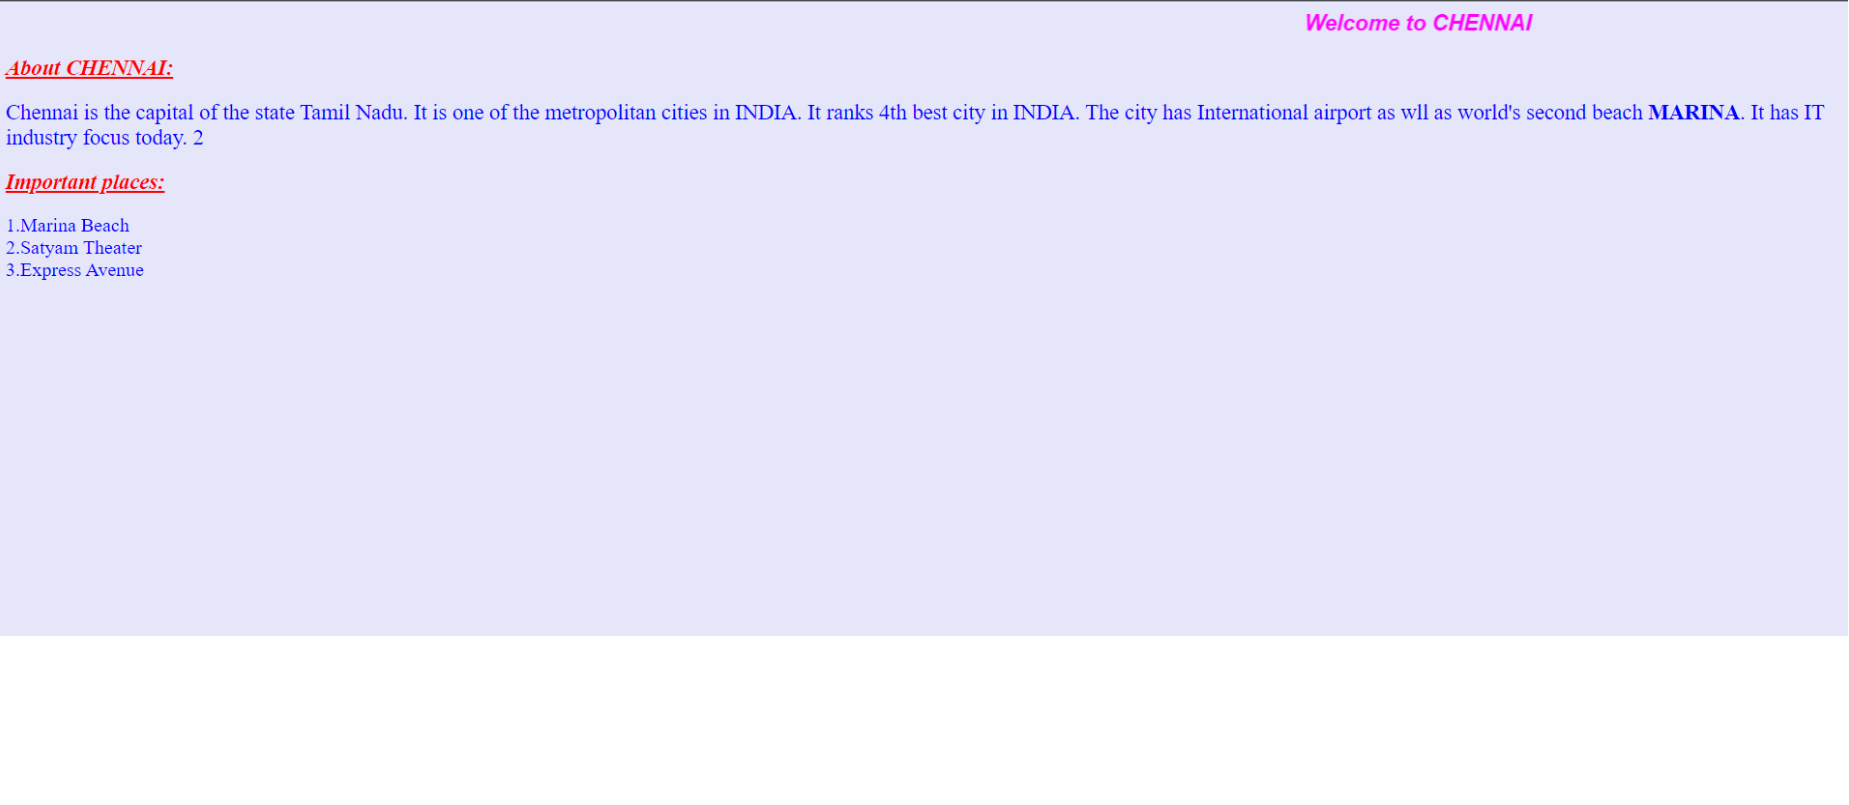 Welcome to CHENNAI
About CHENNAI:
Chennai is the capital of the state Tamil Nadu. It is one of the metropolitan cities in INDIA. It ranks 4th best city in INDIA. The city has International airport as wll as world's second beach MARINA. It has IT
industry focus today. 2
Important places:
1.Marina Beach
2.Satyam Theater
3.Express Avenue